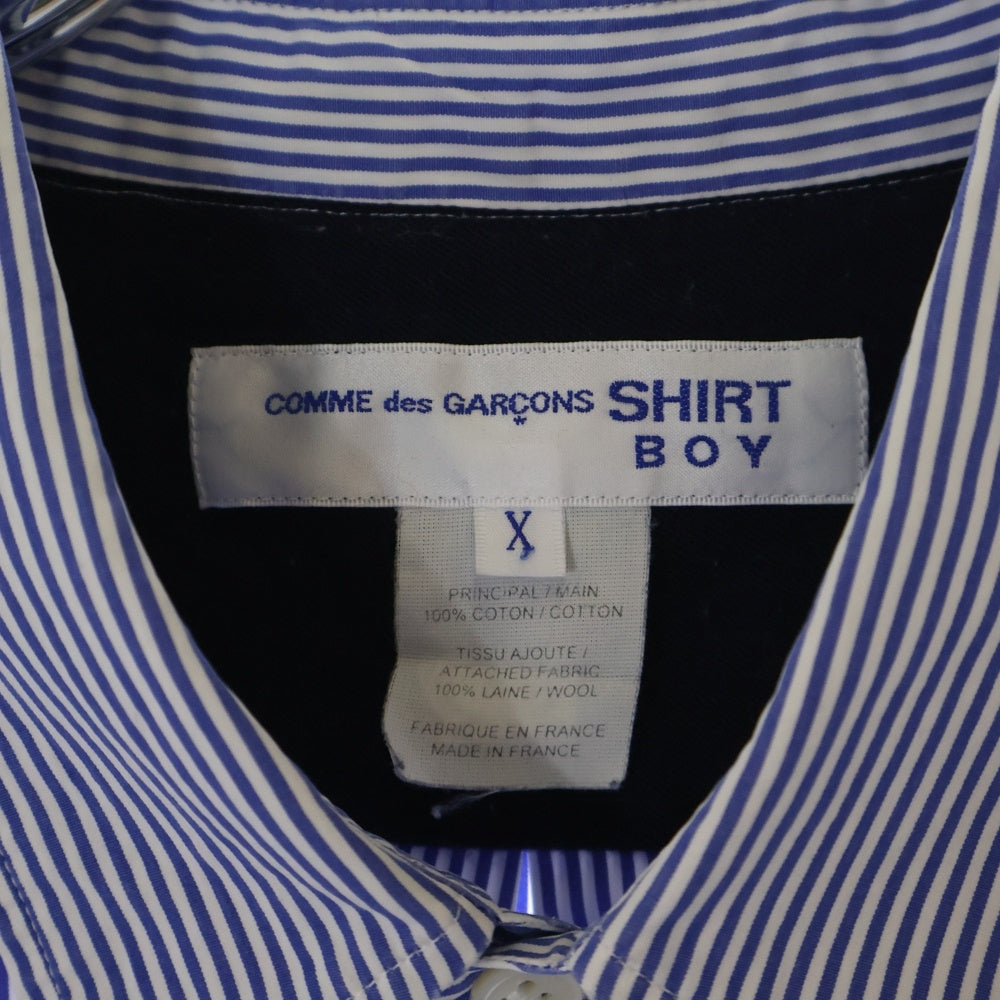 COMME des GARÇONS SHIRT
*
BOY
X
PRINCIPAL / MAIN
100% COTON / COTTON
TISSU AJOUTE /
ATTACHED FABRIC
100% LAINE / WOOL
FABRIQUE EN FRANCE
MADE IN FRANCE